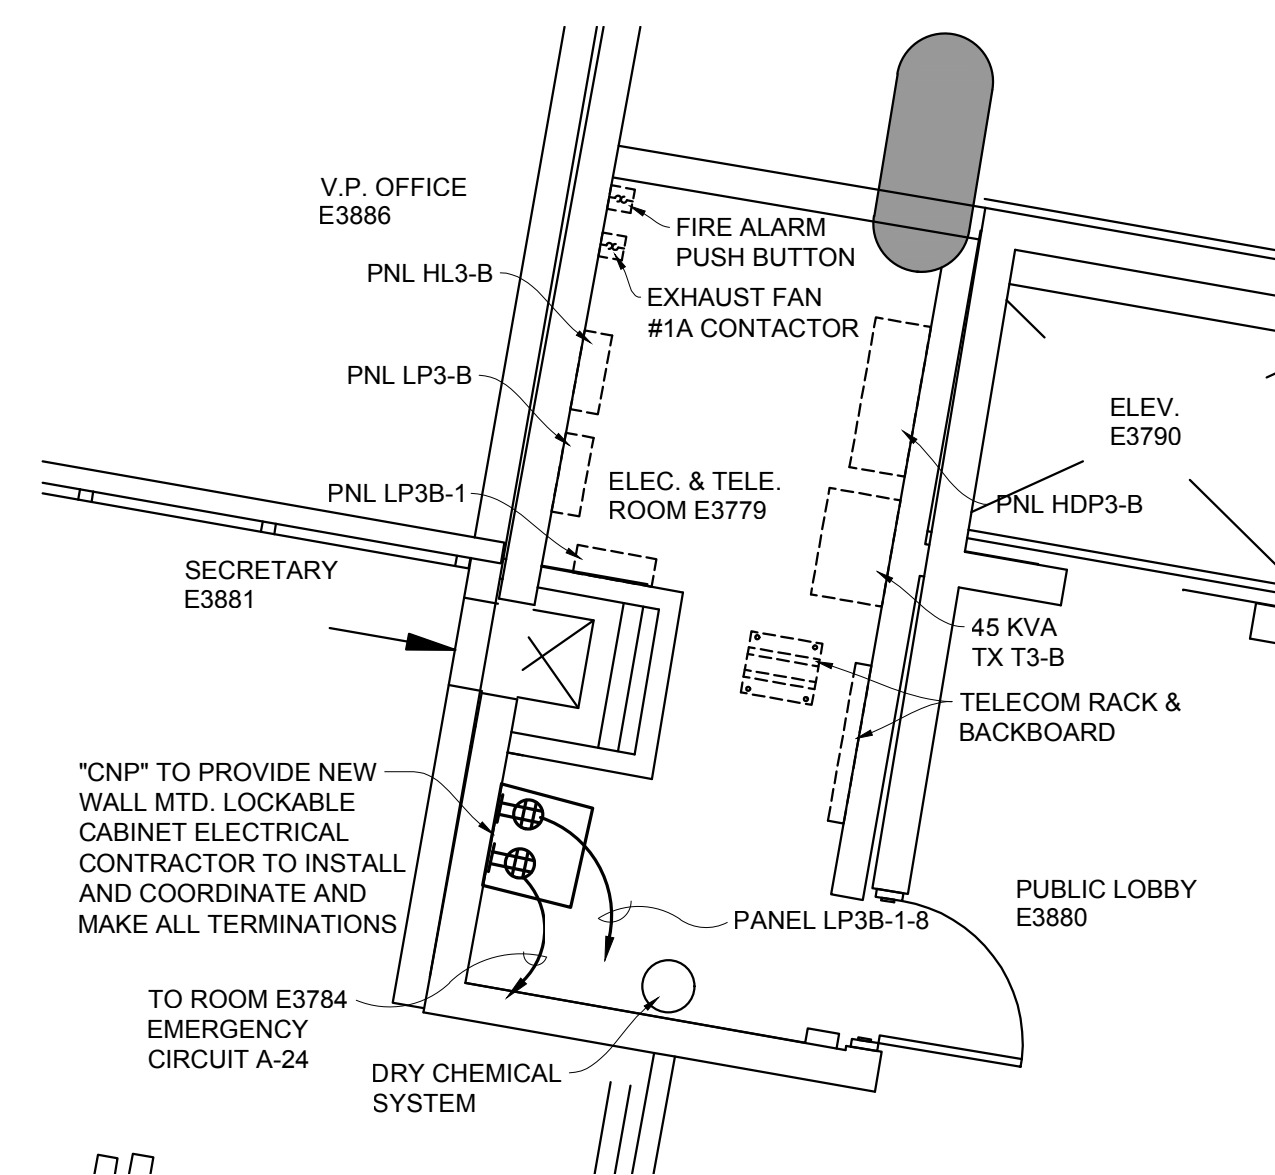 V.P. OFFICE
E3886
FIRE ALARM
PUSH BUTTON
PNL HL3-B
EXHAUST FAN
#1A CONTACTOR
PNL LP3-B
ELEV.
E3790
PNL LP3B-1
ELEC. & TELE.
ROOM E3779
PNL HDP3-B
SECRETARY
E3881
45 KVA
TX T3-B
TELECOM RACK &
BACKBOARD
"CNP" TO PROVIDE NEW
WALL MTD. LOCKABLE
CABINET ELECTRICAL
CONTRACTOR TO INSTALL
AND COORDINATE AND
MAKE ALL TERMINATIONS
PUBLIC LOBBY
E3880
PANEL LP3B-1-8
TO ROOM E3784
EMERGENCY
CIRCUIT A-24
DRY CHEMICAL
SYSTEM